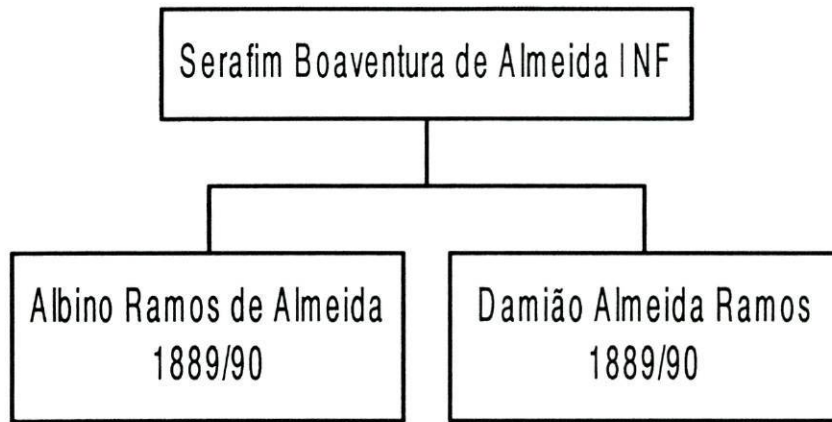 Serafim Boaventura de Almeida INF
Albino Ramos de Almeida
1889/90
Damião Almeida Ramos
1889/90